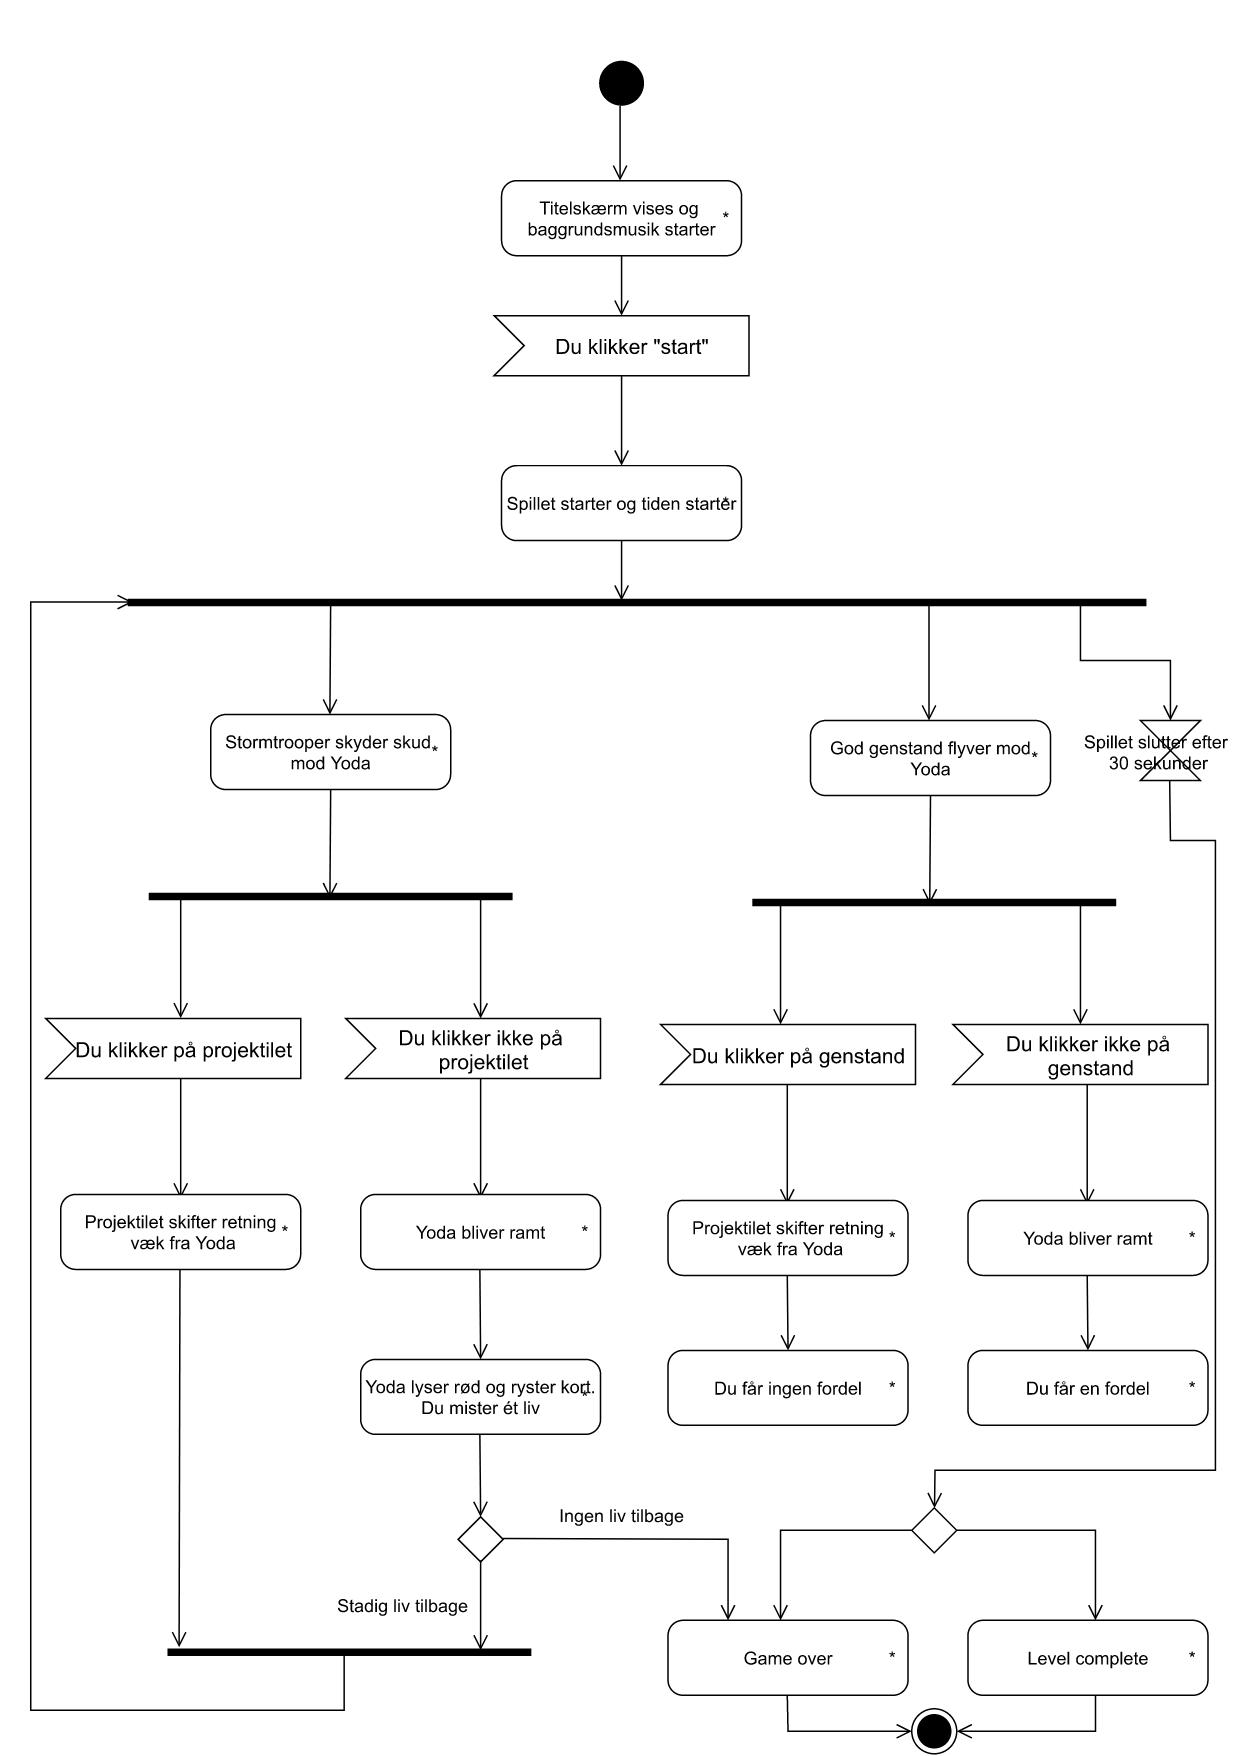 Titelskærm vises og
baggrundsmusik starter
*
Du klikker "start"
Spillet starter og tiden starter
*
Stormtrooper skyder skud
mod Yoda
*
God genstand flyver mod
Yoda
*
Spillet slutter efter
30 sekunder
Du klikker på projektilet
Du klikker ikke på
projektilet
Du klikker på genstand
Du klikker ikke på
genstand
Projektilet skifter retning
væk fra Yoda
*
Yoda bliver ramt
*
Projektilet skifter retning
væk fra Yoda
*
Yoda bliver ramt
*
Yoda lyser rød og ryster kort.
Du mister ét liv
*
Du får ingen fordel
*
Du får en fordel
*
Ingen liv tilbage
Stadig liv tilbage
Game over
*
Level complete
*